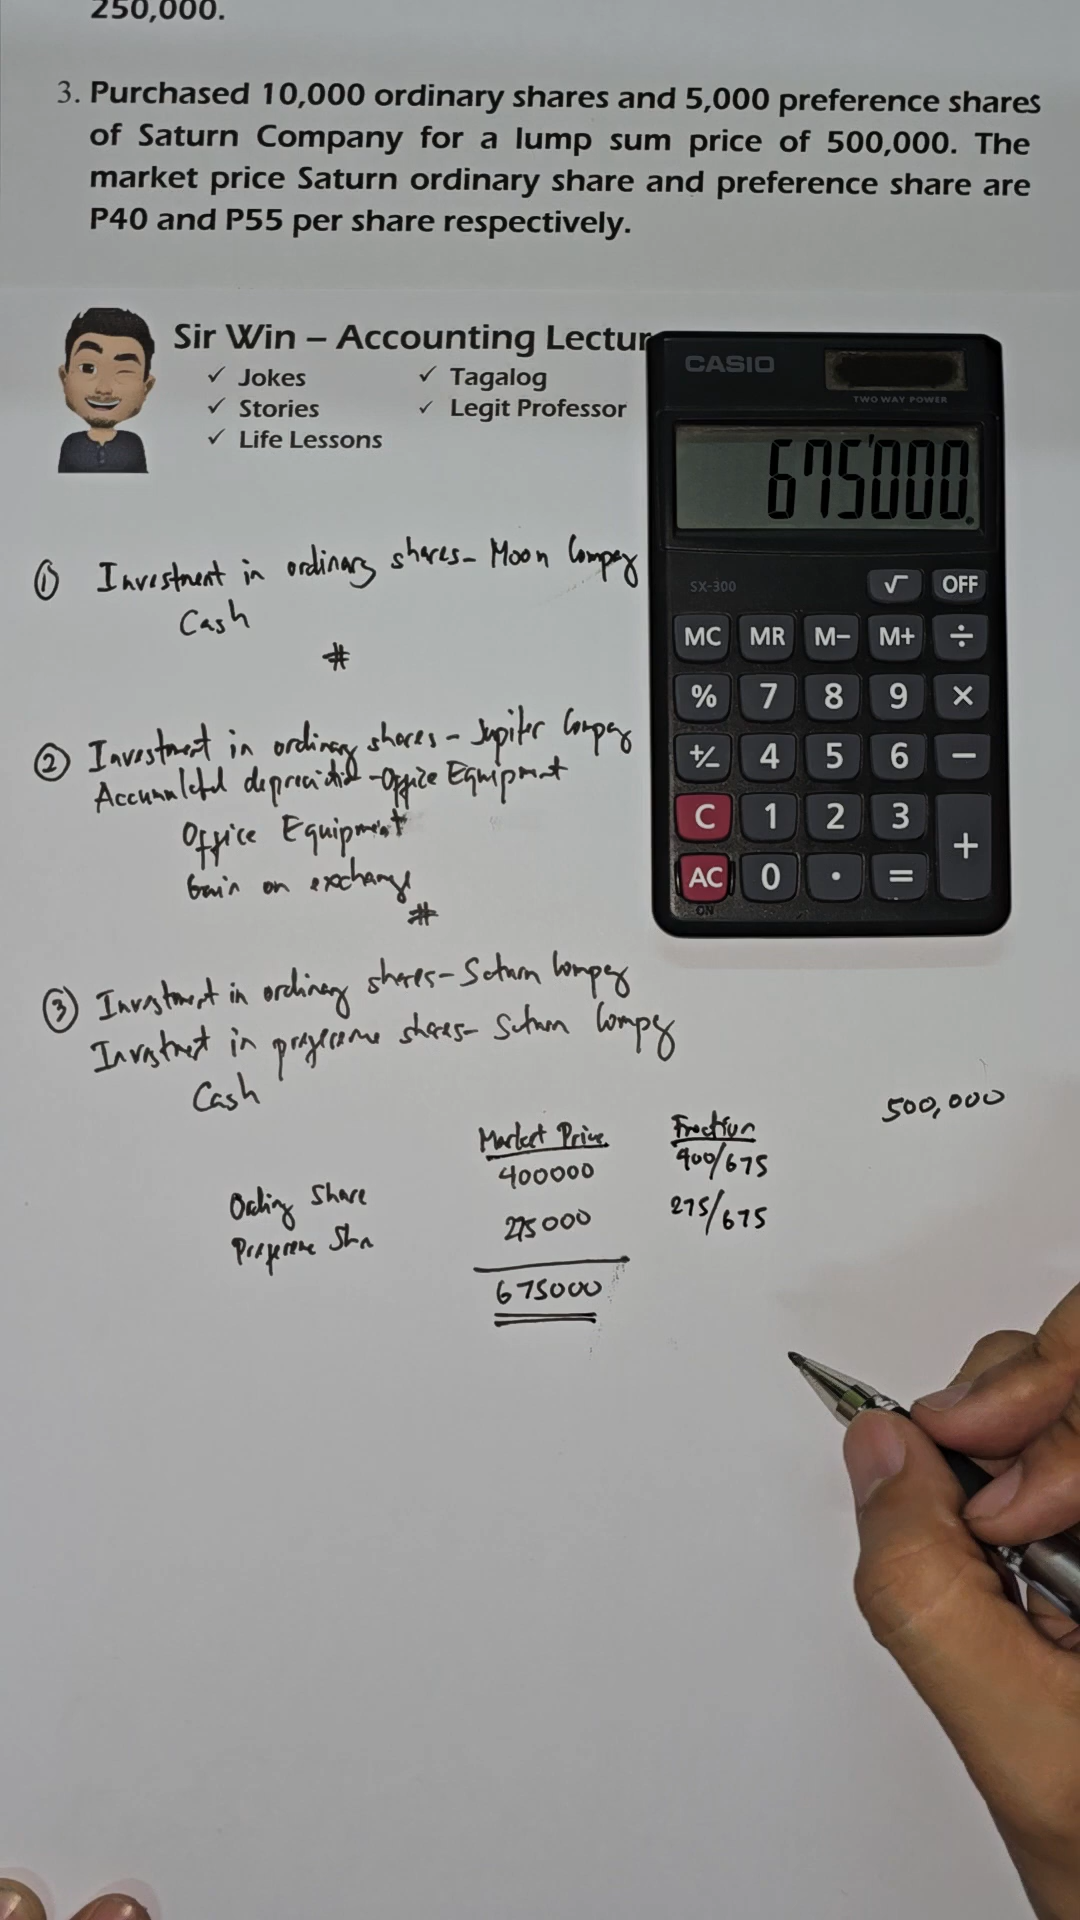 250,000.
3. Purchased 10,000 ordinary shares and 5,000 preference shares
of Saturn Company for a lump sum price of 500,000. The
market price Saturn ordinary share and preference share are
P40 and P55 per share respectively.
Sir Win – Accounting Lectur
✓ Jokes
✓ Tagalog
✓ Stories
✓ Legit Professor
✓ Life Lessons
CASIO
TWO WAY POWER
675'000.
SX-300
√ OFF
MC MR M− M+ ÷
% 7 8 9 ×
+/− 4 5 6 −
C 1 2 3 +
AC 0 · =
ON
① Investment in ordinary shares - Moon Company
Cash
#
② Investment in ordinary shares - Jupiter Company
Accumulated depreciation - Office Equipment
Office Equipment
Gain on exchange
#
③ Investment in ordinary shares - Saturn Company
Investment in preference shares - Saturn Company
Cash
500,000
Market Price Fraction
Ordinary Share 400000 400/675
Preference Share 275000 275/675
675000